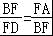 BF/FD = FA/BF